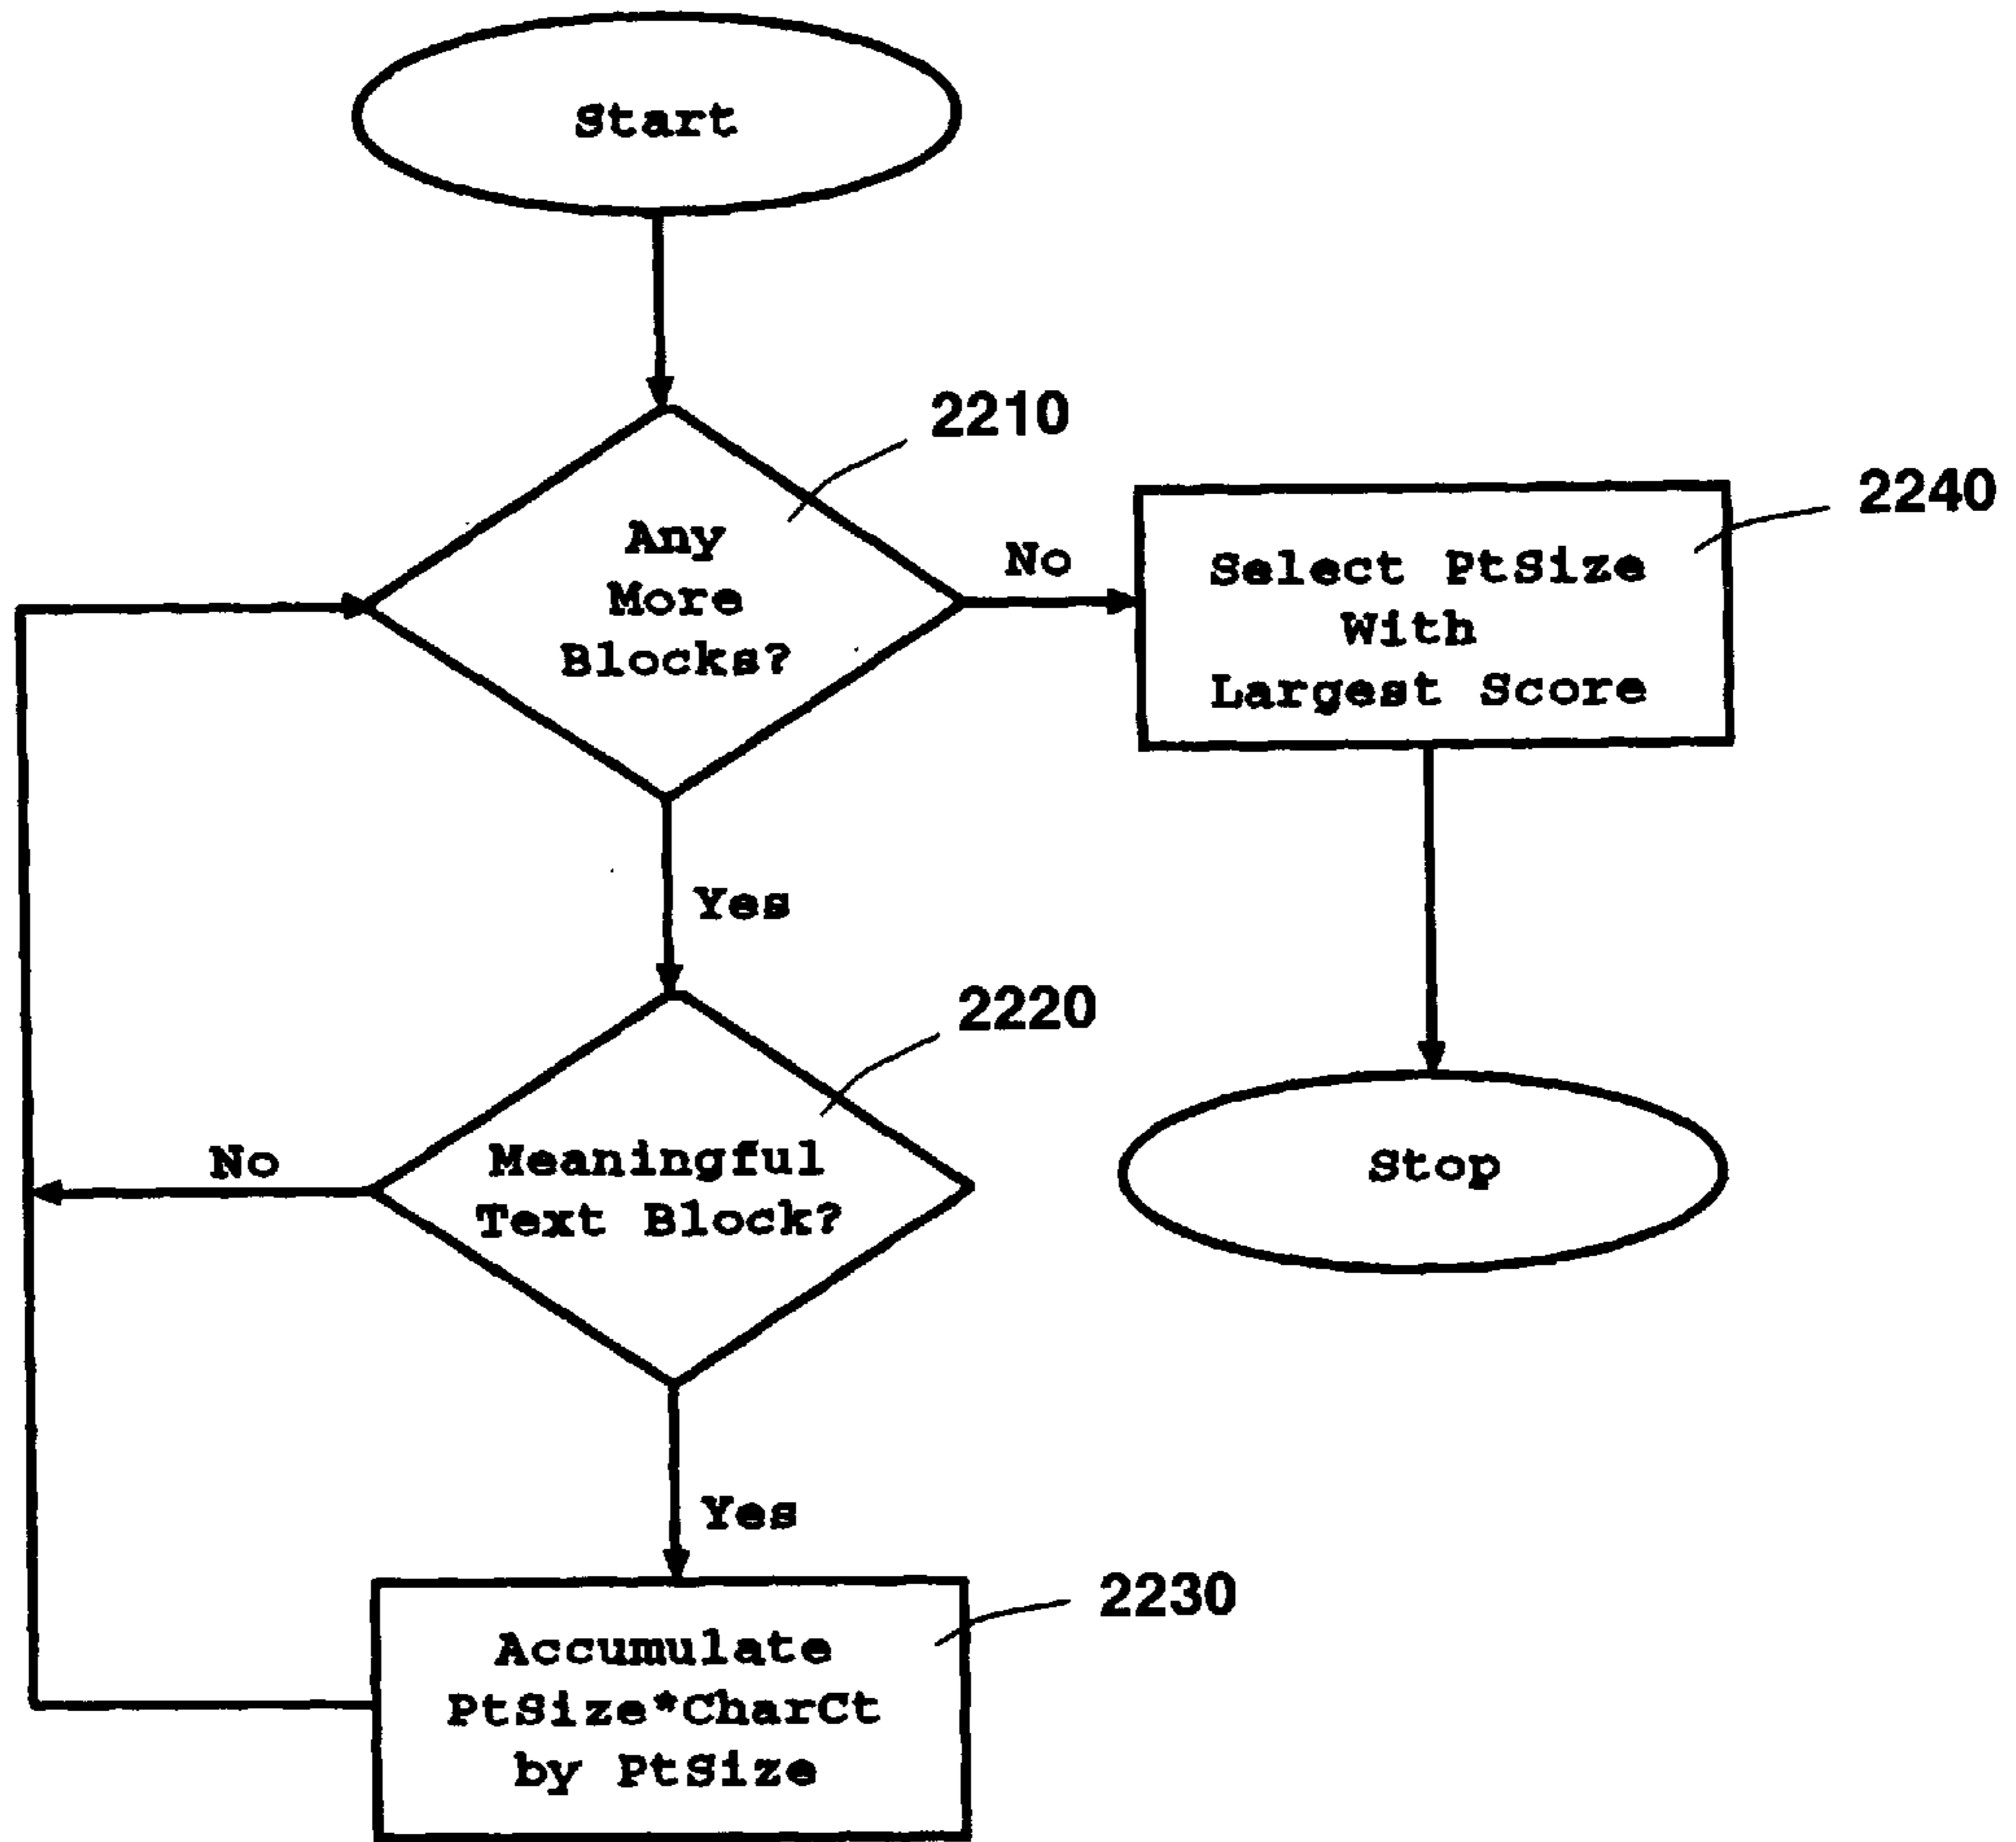 Start
2210
Any
More
Blocks?
No
2240
Select PtSize
With
Largest Score
Yes
2220
Meaningful
Text Block?
No
Stop
Yes
2230
Accumulate
PtSize*CharCt
by PtSize